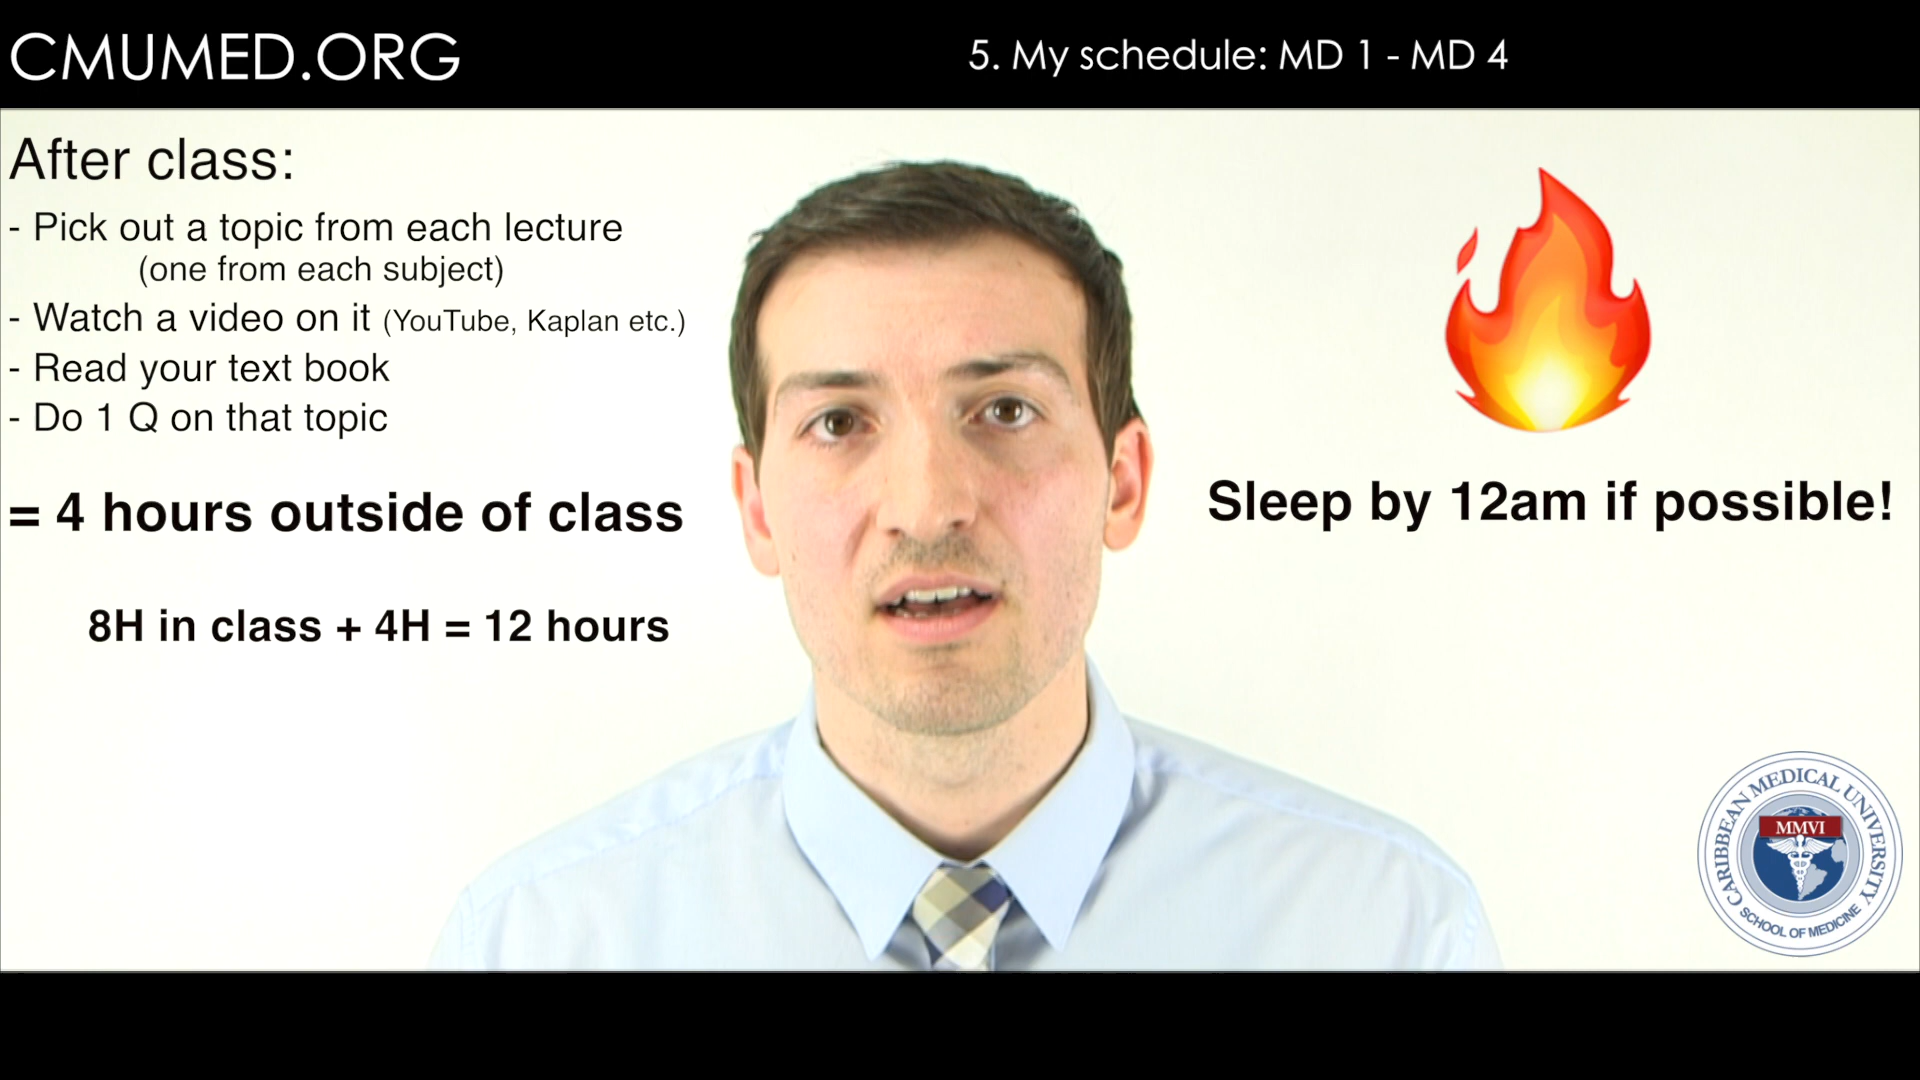 CMUMED.ORG
5. My schedule: MD 1 - MD 4
After class:
- Pick out a topic from each lecture
(one from each subject)
- Watch a video on it (YouTube, Kaplan etc.)
- Read your text book
- Do 1 Q on that topic
= 4 hours outside of class
8H in class + 4H = 12 hours
Sleep by 12am if possible!
CARIBBEAN MEDICAL UNIVERSITY
MMVI
SCHOOL OF MEDICINE